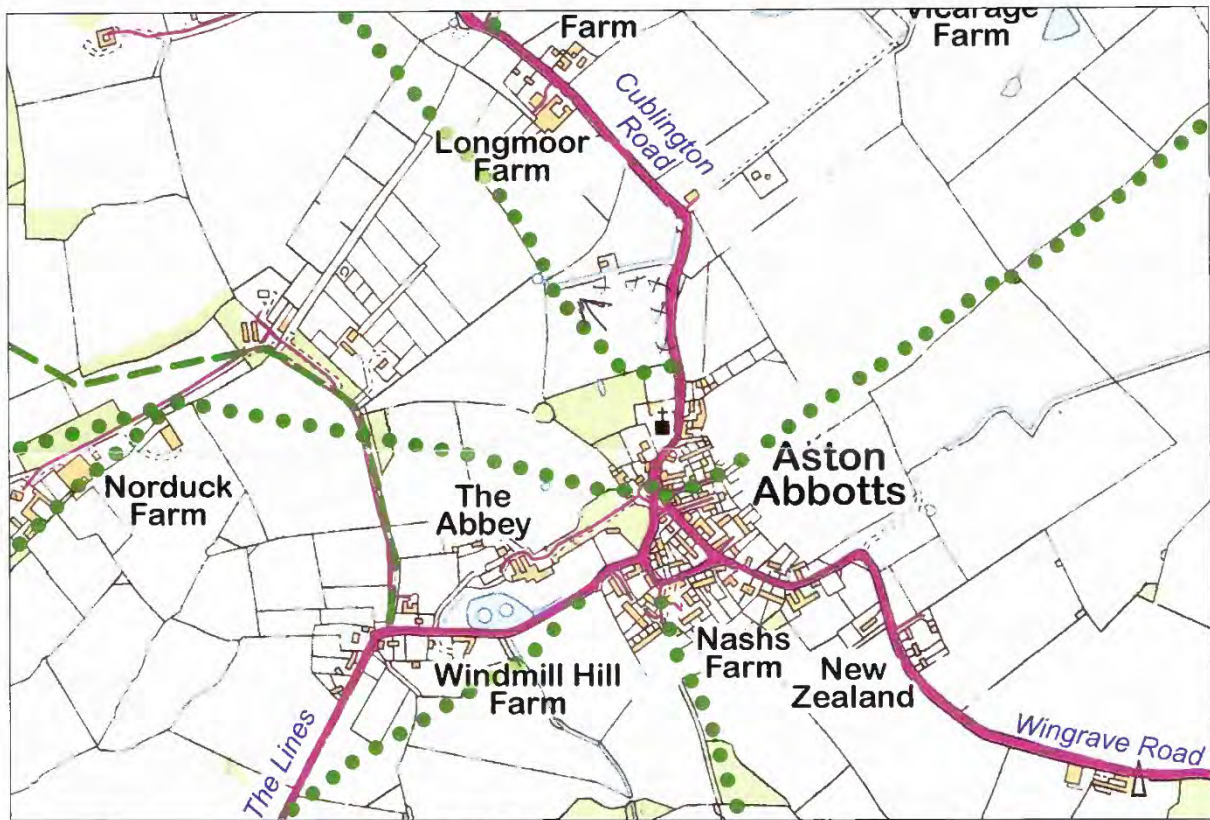 Farm
Vicarage
Farm
Cublington
Road
Longmoor
Farm
Aston
Abbotts
Norduck
Farm
The
Abbey
Nashs
Farm
New
Zealand
Windmill Hill
Farm
The Lines
Wingrave Road